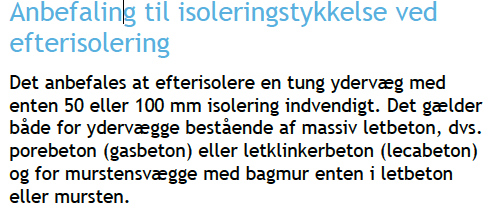 Anbefaling til isoleringstykkelse ved
efterisolering
Det anbefales at efterisolere en tung ydervæg med
enten 50 eller 100 mm isolering indvendigt. Det gælder
både for ydervægge bestående af massiv letbeton, dvs.
porebeton (gasbeton) eller letklinkerbeton (lecabeton)
og for murstensvægge med bagmur enten i letbeton
eller mursten.